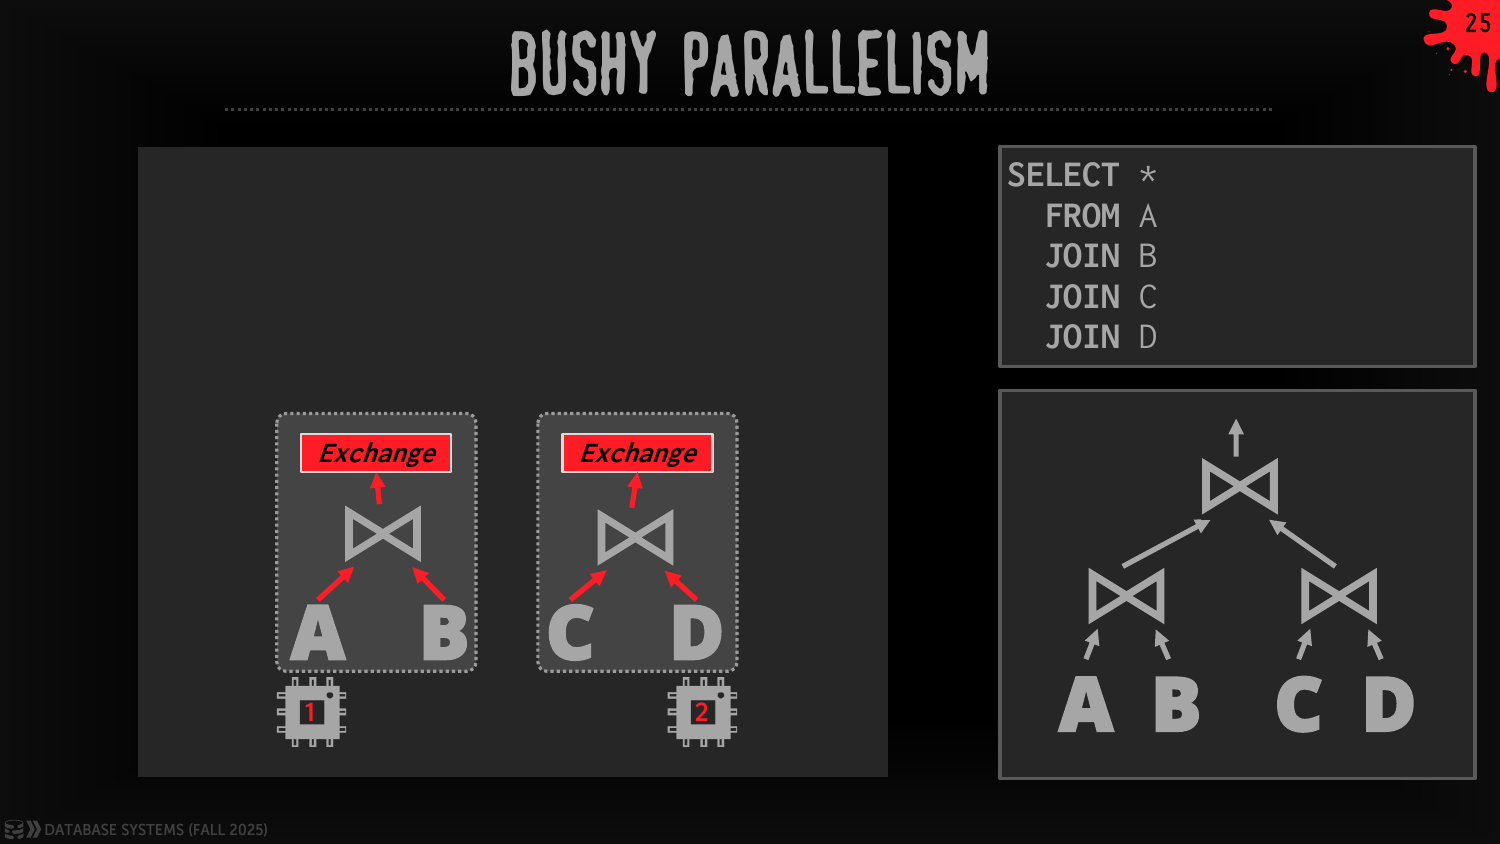 BUSHY PARALLELISM
25
SELECT *
FROM A
JOIN B
JOIN C
JOIN D
Exchange Exchange
A B C D
1 2
A B C D
DATABASE SYSTEMS (FALL 2025)